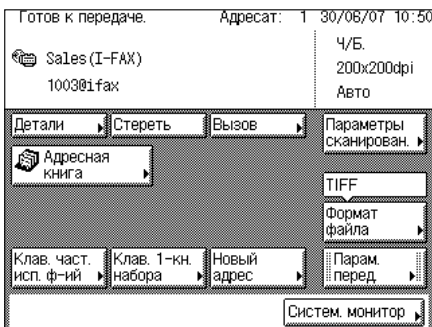 Готов к передаче. Адресат: 1 30/06/07 10:50
Sales(I-FAX)
1003@ifax
Ч/Б.
200x200dpi
Авто
Детали
Стереть
Вызов
Параметры
сканирован.
Адресная
книга
TIFF
Формат
файла
Клав. част.
исп. ф-ий
Клав. 1-кн.
набора
Новый
адрес
Парам.
перед.
Систем. монитор